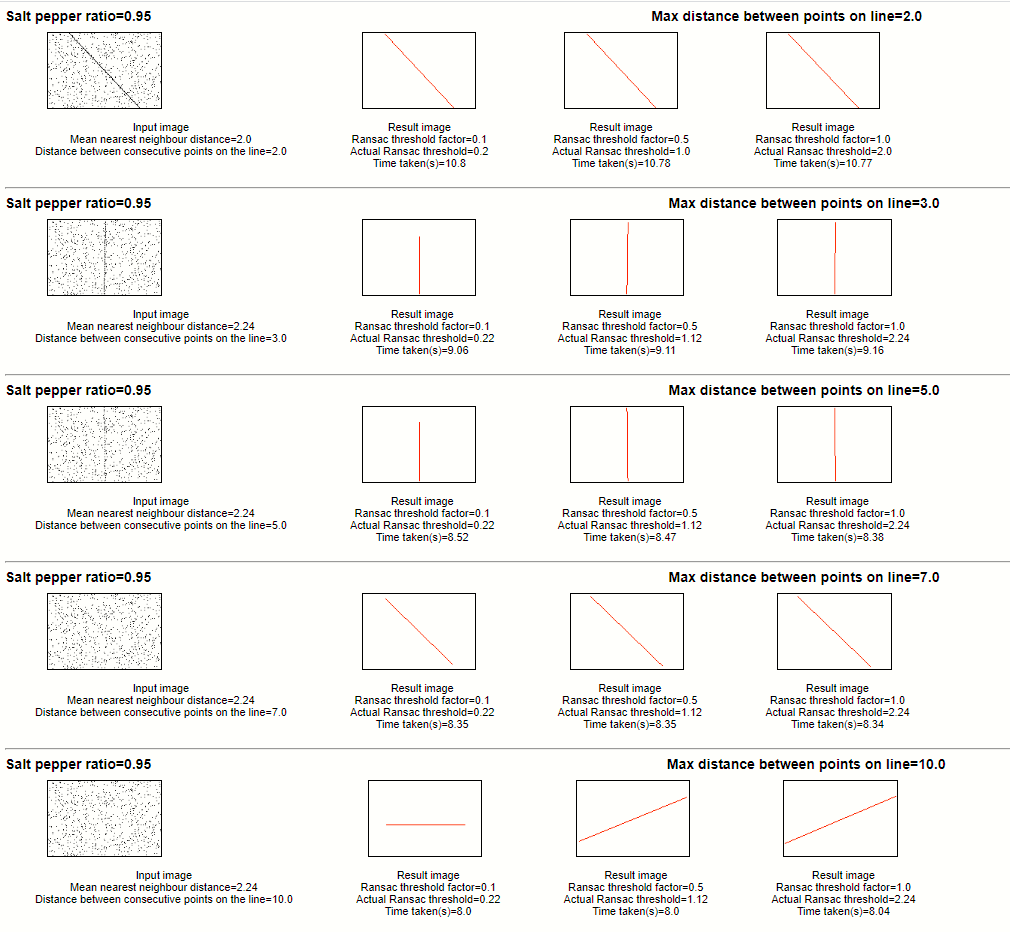 Salt pepper ratio=0.95
Max distance between points on line=2.0
Input image
Mean nearest neighbour distance=2.0
Distance between consecutive points on the line=2.0
Result image
Ransac threshold factor=0.1
Actual Ransac threshold=0.2
Time taken(s)=10.8
Result image
Ransac threshold factor=0.5
Actual Ransac threshold=1.0
Time taken(s)=10.78
Result image
Ransac threshold factor=1.0
Actual Ransac threshold=2.0
Time taken(s)=10.77
Salt pepper ratio=0.95
Max distance between points on line=3.0
Input image
Mean nearest neighbour distance=2.24
Distance between consecutive points on the line=3.0
Result image
Ransac threshold factor=0.1
Actual Ransac threshold=0.22
Time taken(s)=9.06
Result image
Ransac threshold factor=0.5
Actual Ransac threshold=1.12
Time taken(s)=9.11
Result image
Ransac threshold factor=1.0
Actual Ransac threshold=2.24
Time taken(s)=9.16
Salt pepper ratio=0.95
Max distance between points on line=5.0
Input image
Mean nearest neighbour distance=2.24
Distance between consecutive points on the line=5.0
Result image
Ransac threshold factor=0.1
Actual Ransac threshold=0.22
Time taken(s)=8.52
Result image
Ransac threshold factor=0.5
Actual Ransac threshold=1.12
Time taken(s)=8.47
Result image
Ransac threshold factor=1.0
Actual Ransac threshold=2.24
Time taken(s)=8.38
Salt pepper ratio=0.95
Max distance between points on line=7.0
Input image
Mean nearest neighbour distance=2.24
Distance between consecutive points on the line=7.0
Result image
Ransac threshold factor=0.1
Actual Ransac threshold=0.22
Time taken(s)=8.35
Result image
Ransac threshold factor=0.5
Actual Ransac threshold=1.12
Time taken(s)=8.35
Result image
Ransac threshold factor=1.0
Actual Ransac threshold=2.24
Time taken(s)=8.34
Salt pepper ratio=0.95
Max distance between points on line=10.0
Input image
Mean nearest neighbour distance=2.24
Distance between consecutive points on the line=10.0
Result image
Ransac threshold factor=0.1
Actual Ransac threshold=0.22
Time taken(s)=8.0
Result image
Ransac threshold factor=0.5
Actual Ransac threshold=1.12
Time taken(s)=8.0
Result image
Ransac threshold factor=1.0
Actual Ransac threshold=2.24
Time taken(s)=8.04